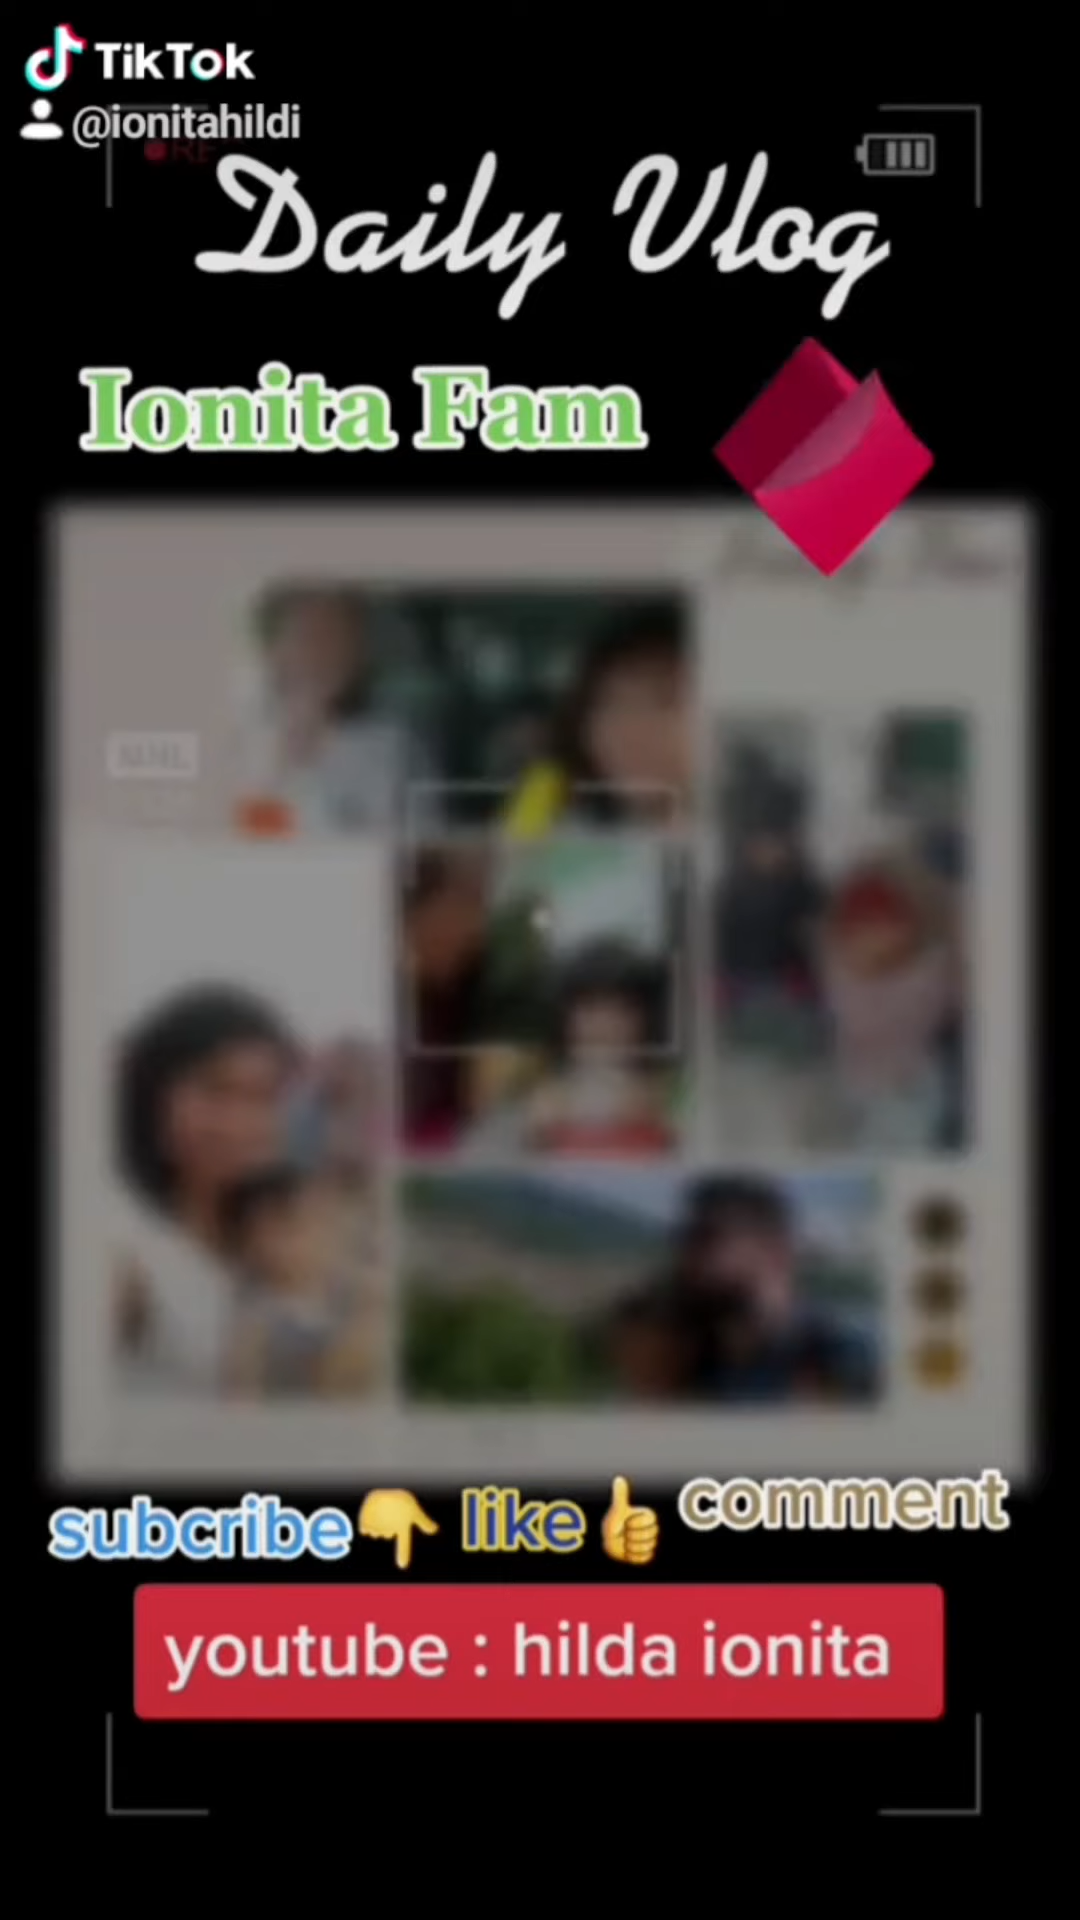 TikTok
@ionitahildi
Daily Vlog
Ionita Fam
subcribe👇 like👍 comment
youtube : hilda ionita